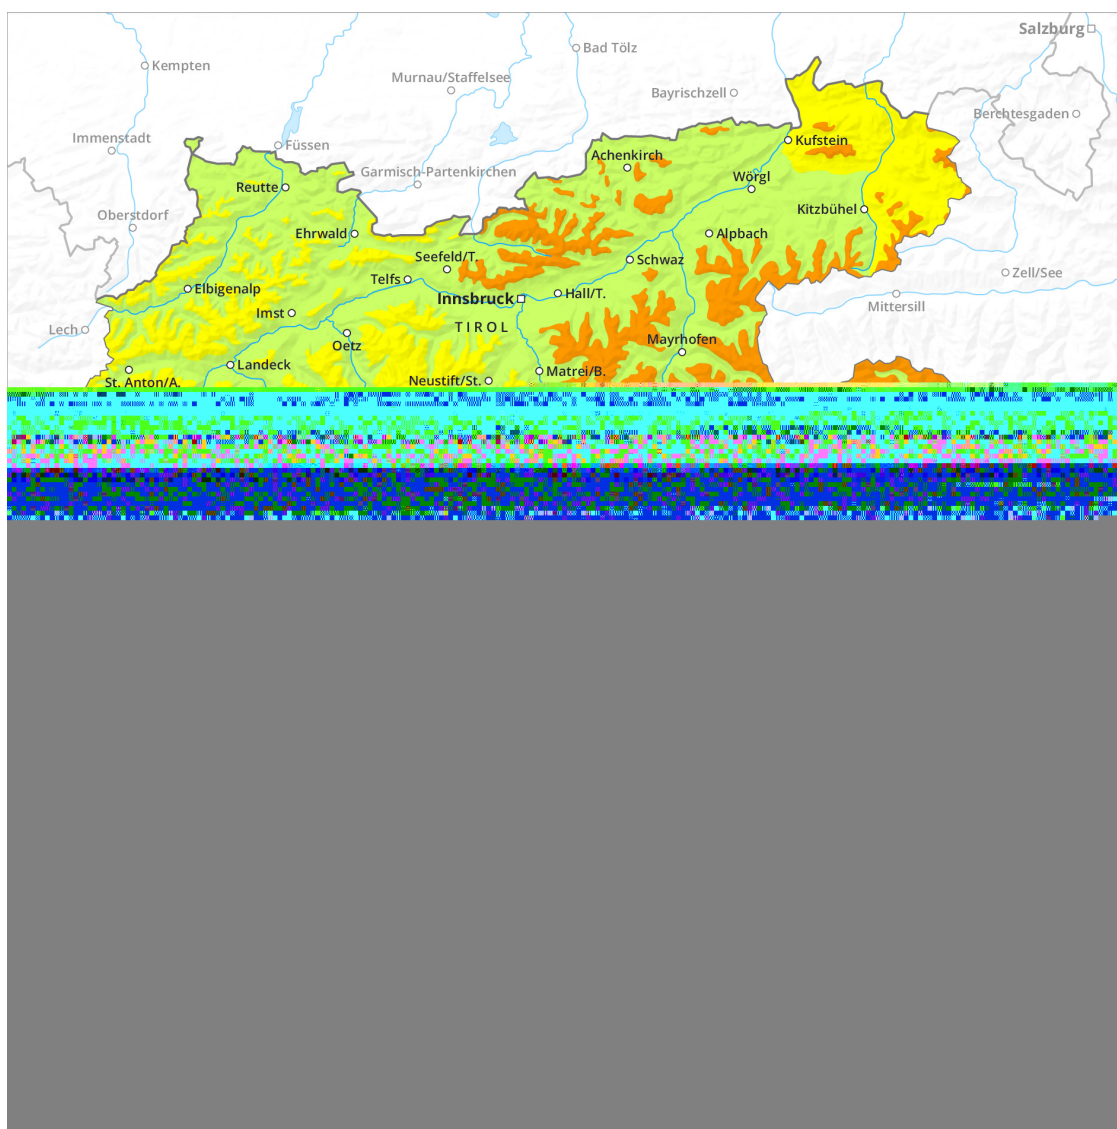 Salzburg
Bad Tölz
Kempten
Murnau/Staffelsee
Bayrischzell
Berchtesgaden
Immenstadt
Füssen
Kufstein
Achenkirch
Garmisch-Partenkirchen
Wörgl
Reutte
Oberstdorf
Kitzbühel
Ehrwald
Alpbach
Seefeld/T.
Schwaz
Telfs
Zell/See
Elbigenalp
Hall/T.
Innsbruck
Mittersill
Imst
TIROL
Lech
Oetz
Mayrhofen
Landeck
Matrei/B.
St. Anton/A.
Neustift/St.